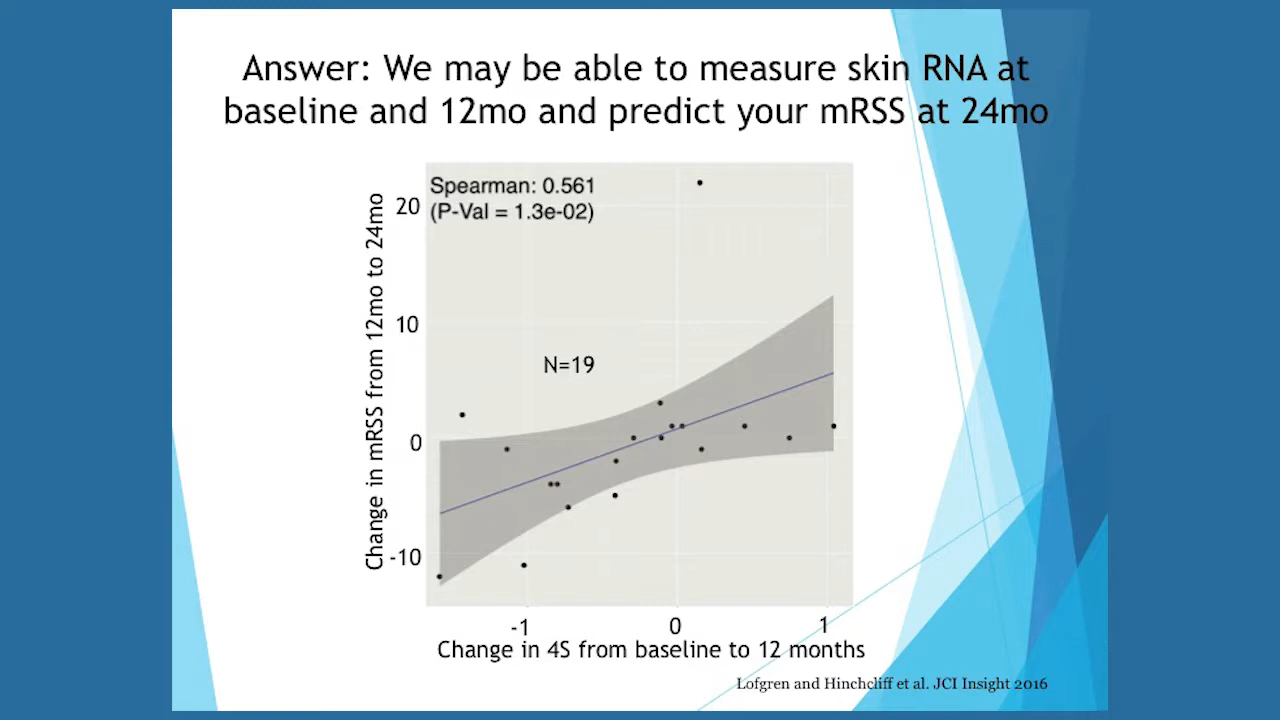 Answer: We may be able to measure skin RNA at
baseline and 12mo and predict your mRSS at 24mo
Spearman: 0.561
(P-Val = 1.3e-02)
Change in mRSS from 12mo to 24mo
20
10
0
-10
N=19
-1
0
1
Change in 4S from baseline to 12 months
Lofgren and Hinchcliff et al. JCI Insight 2016